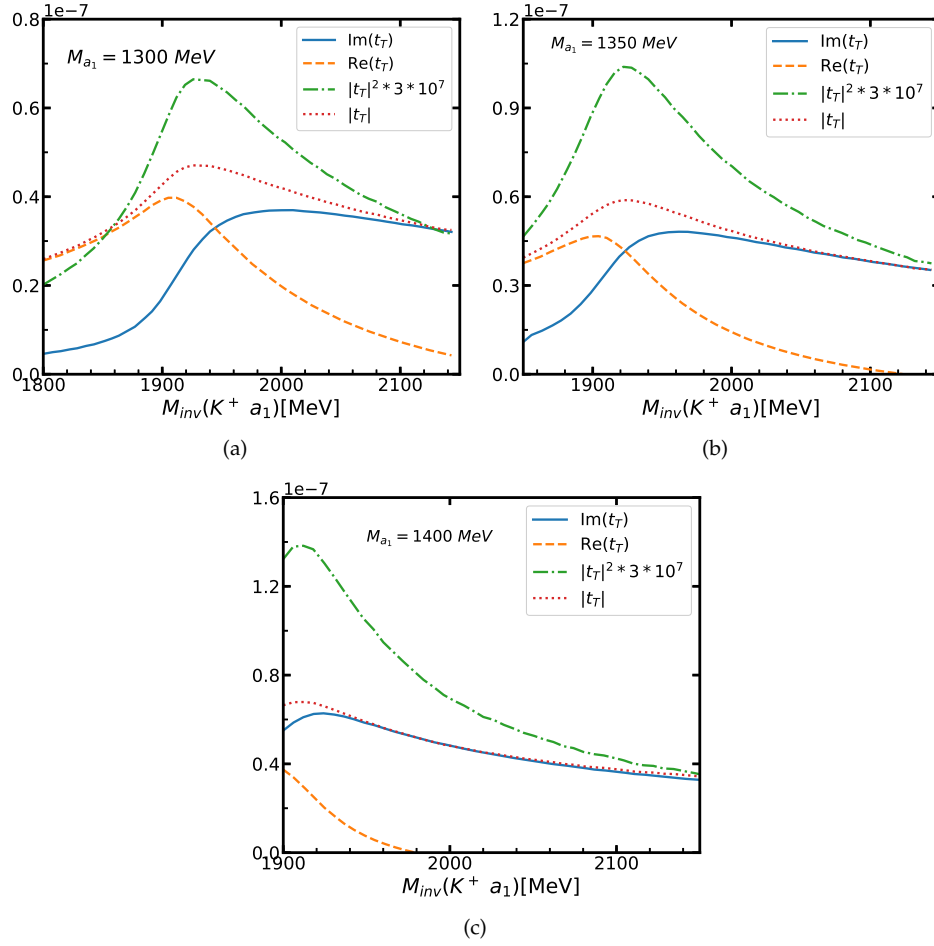 1e−7
M_{a_1} = 1300 MeV
Im(t_T)
Re(t_T)
|t_T|^2 * 3 * 10^7
|t_T|
0.8
0.6
0.4
0.2
0.0
1800 1900 2000 2100
M_{inv}(K^+ a_1)[MeV]
(a)
1e−7
M_{a_1} = 1350 MeV
Im(t_T)
Re(t_T)
|t_T|^2 * 3 * 10^7
|t_T|
1.2
0.9
0.6
0.3
0.0
1900 2000 2100
M_{inv}(K^+ a_1)[MeV]
(b)
1e−7
M_{a_1} = 1400 MeV
Im(t_T)
Re(t_T)
|t_T|^2 * 3 * 10^7
|t_T|
1.6
1.2
0.8
0.4
0.0
1900 2000 2100
M_{inv}(K^+ a_1)[MeV]
(c)